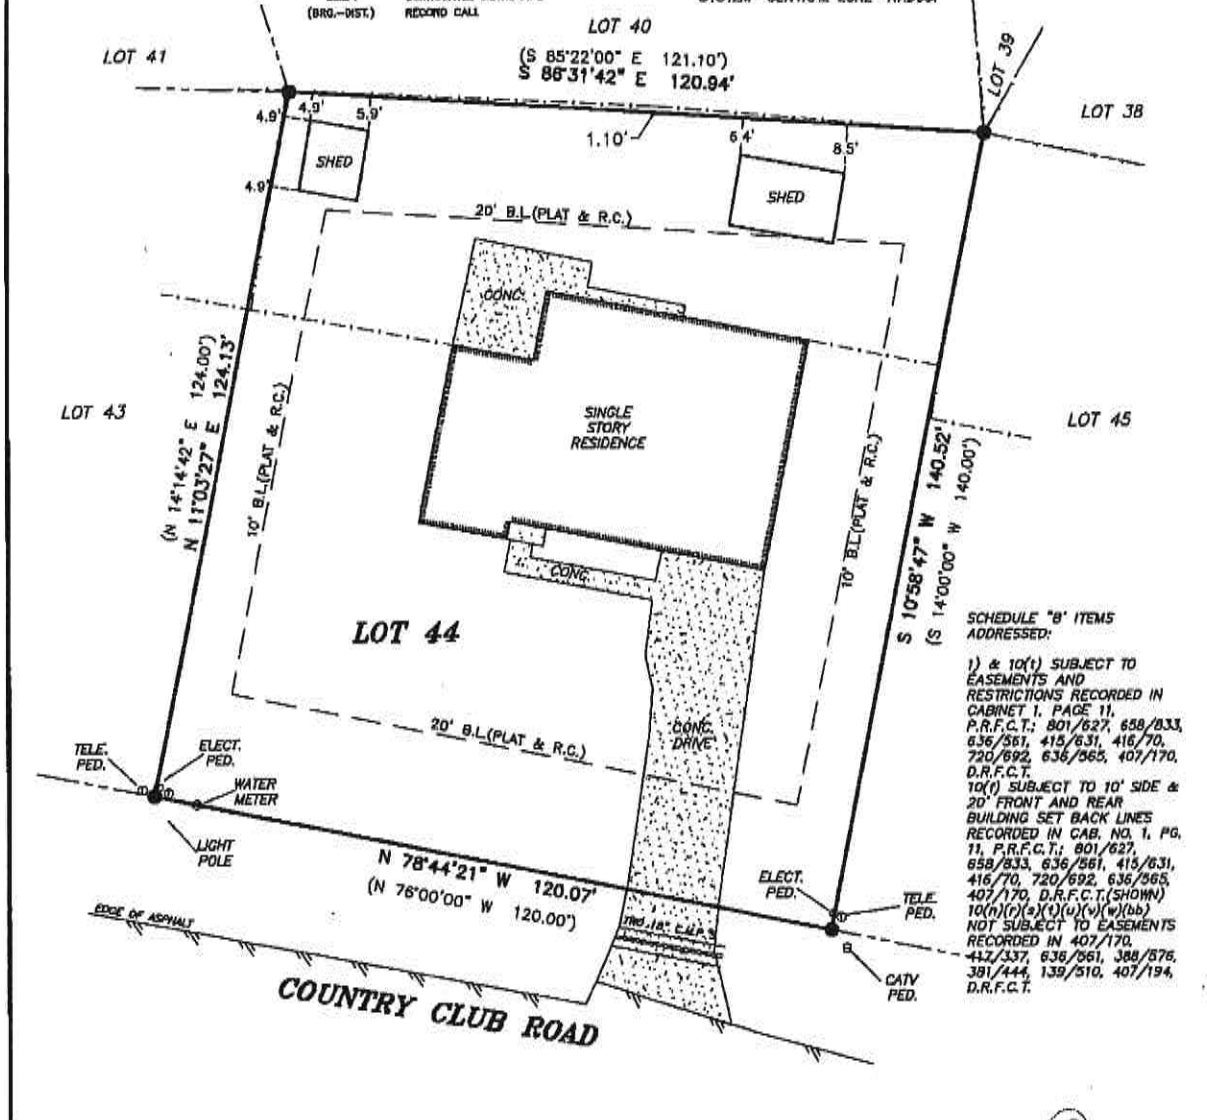 (BRG.-DIST.) RECORD CALL
LOT 40
LOT 41
(S 85°22'00" E 121.10')
S 86°31'42" E 120.94'
LOT 39
LOT 38
4.9' 4.9' 5.9'
1.10'
6.4' 8.5'
SHED
4.9'
SHED
20' B.L.(PLAT & R.C.)
CONC.
(N 14°14'42" E 124.00')
N 11°03'27" E 124.13'
LOT 43
SINGLE
STORY
RESIDENCE
LOT 45
10' B.L.(PLAT & R.C.)
10' B.L.(PLAT & R.C.)
S 10°58'47" W 140.52'
(S 14°00'00" W 140.00')
CONC.
LOT 44
20' B.L.(PLAT & R.C.)
CONC.
DRIVE
TELE.
PED.
ELECT.
PED.
WATER
METER
LIGHT
POLE
N 78°44'21" W 120.07'
(N 76°00'00" W 120.00')
ELECT.
PED.
TELE.
PED.
CATV
PED.
EDGE OF ASPHALT
TWO .18" C.M.P.'S
COUNTRY CLUB ROAD
SCHEDULE "B" ITEMS
ADDRESSED:
1) & 10(t) SUBJECT TO
EASEMENTS AND
RESTRICTIONS RECORDED IN
CABINET 1, PAGE 11,
P.R.F.C.T.; 801/627, 658/833,
636/561, 415/631, 416/70,
720/692, 636/565, 407/170,
D.R.F.C.T.
10(t) SUBJECT TO 10' SIDE &
20' FRONT AND REAR
BUILDING SET BACK LINES
RECORDED IN CAB. NO. 1, PG.
11, P.R.F.C.T.; 801/627,
658/833, 636/561, 415/631,
416/70, 720/692, 636/565,
407/170, D.R.F.C.T.(SHOWN)
10(n)(r)(s)(t)(u)(v)(w)(bb)
NOT SUBJECT TO EASEMENTS
RECORDED IN 407/170,
417/337, 636/561, 388/576,
381/444, 139/510, 407/194,
D.R.F.C.T.